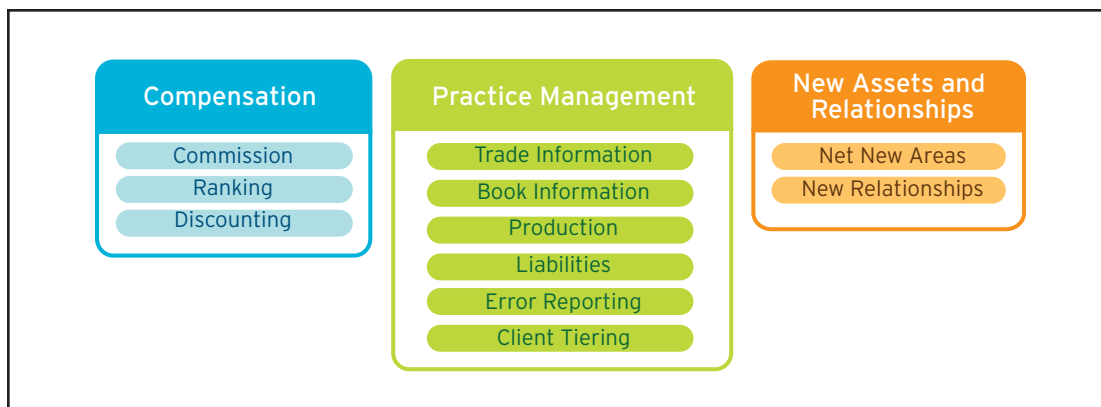 Compensation
Commission
Ranking
Discounting
Practice Management
Trade Information
Book Information
Production
Liabilities
Error Reporting
Client Tiering
New Assets and
Relationships
Net New Areas
New Relationships